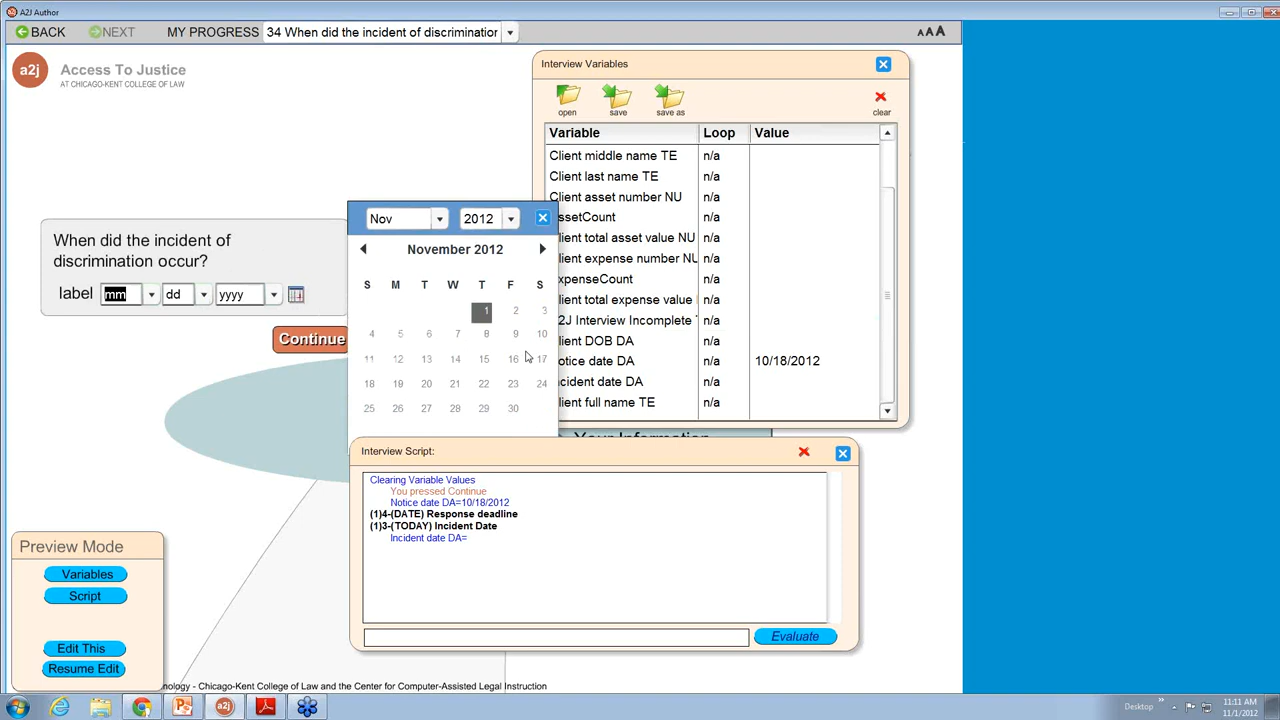 A2J Author
BACK NEXT MY PROGRESS 34 When did the incident of discriminatior AAA
a2j Access To Justice
AT CHICAGO-KENT COLLEGE OF LAW
Interview Variables
open save save as clear
Variable Loop Value
Client middle name TE n/a
Client last name TE n/a
Client asset number NU n/a
ssetCount n/a
lient total asset value NU n/a
lient expense number NU n/a
xpenseCount n/a
lient total expense value n/a
2J Interview Incomplete n/a
lient DOB DA n/a
otice date DA n/a 10/18/2012
cident date DA n/a
lient full name TE n/a
Nov 2012
November 2012
S M T W T F S
1 2 3
4 5 6 7 8 9 10
11 12 13 14 15 16 17
18 19 20 21 22 23 24
25 26 27 28 29 30
When did the incident of
discrimination occur?
label mm dd yyyy
Continue
Your Information
Interview Script:
Clearing Variable Values
You pressed Continue
Notice date DA=10/18/2012
(1)4-(DATE) Response deadline
(1)3-(TODAY) Incident Date
Incident date DA=
Evaluate
Preview Mode
Variables
Script
Edit This
Resume Edit
nology - Chicago-Kent College of Law and the Center for Computer-Assisted Legal Instruction
a2j
Desktop
11:11 AM
11/1/2012